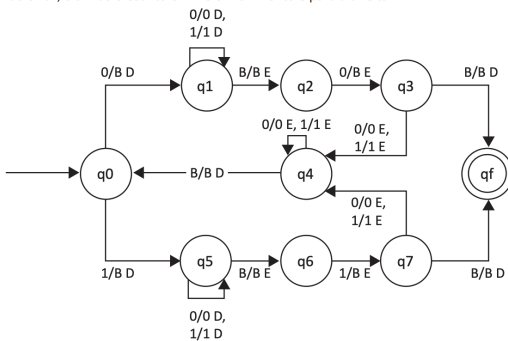 0/0 D,
1/1 D
0/B D
q1
B/B E
q2
0/B E
q3
B/B D
0/0 E, 1/1 E
0/0 E,
1/1 E
q0
B/B D
q4
qf
0/0 E,
1/1 E
1/B D
q5
B/B E
q6
1/B E
q7
B/B D
0/0 D,
1/1 D